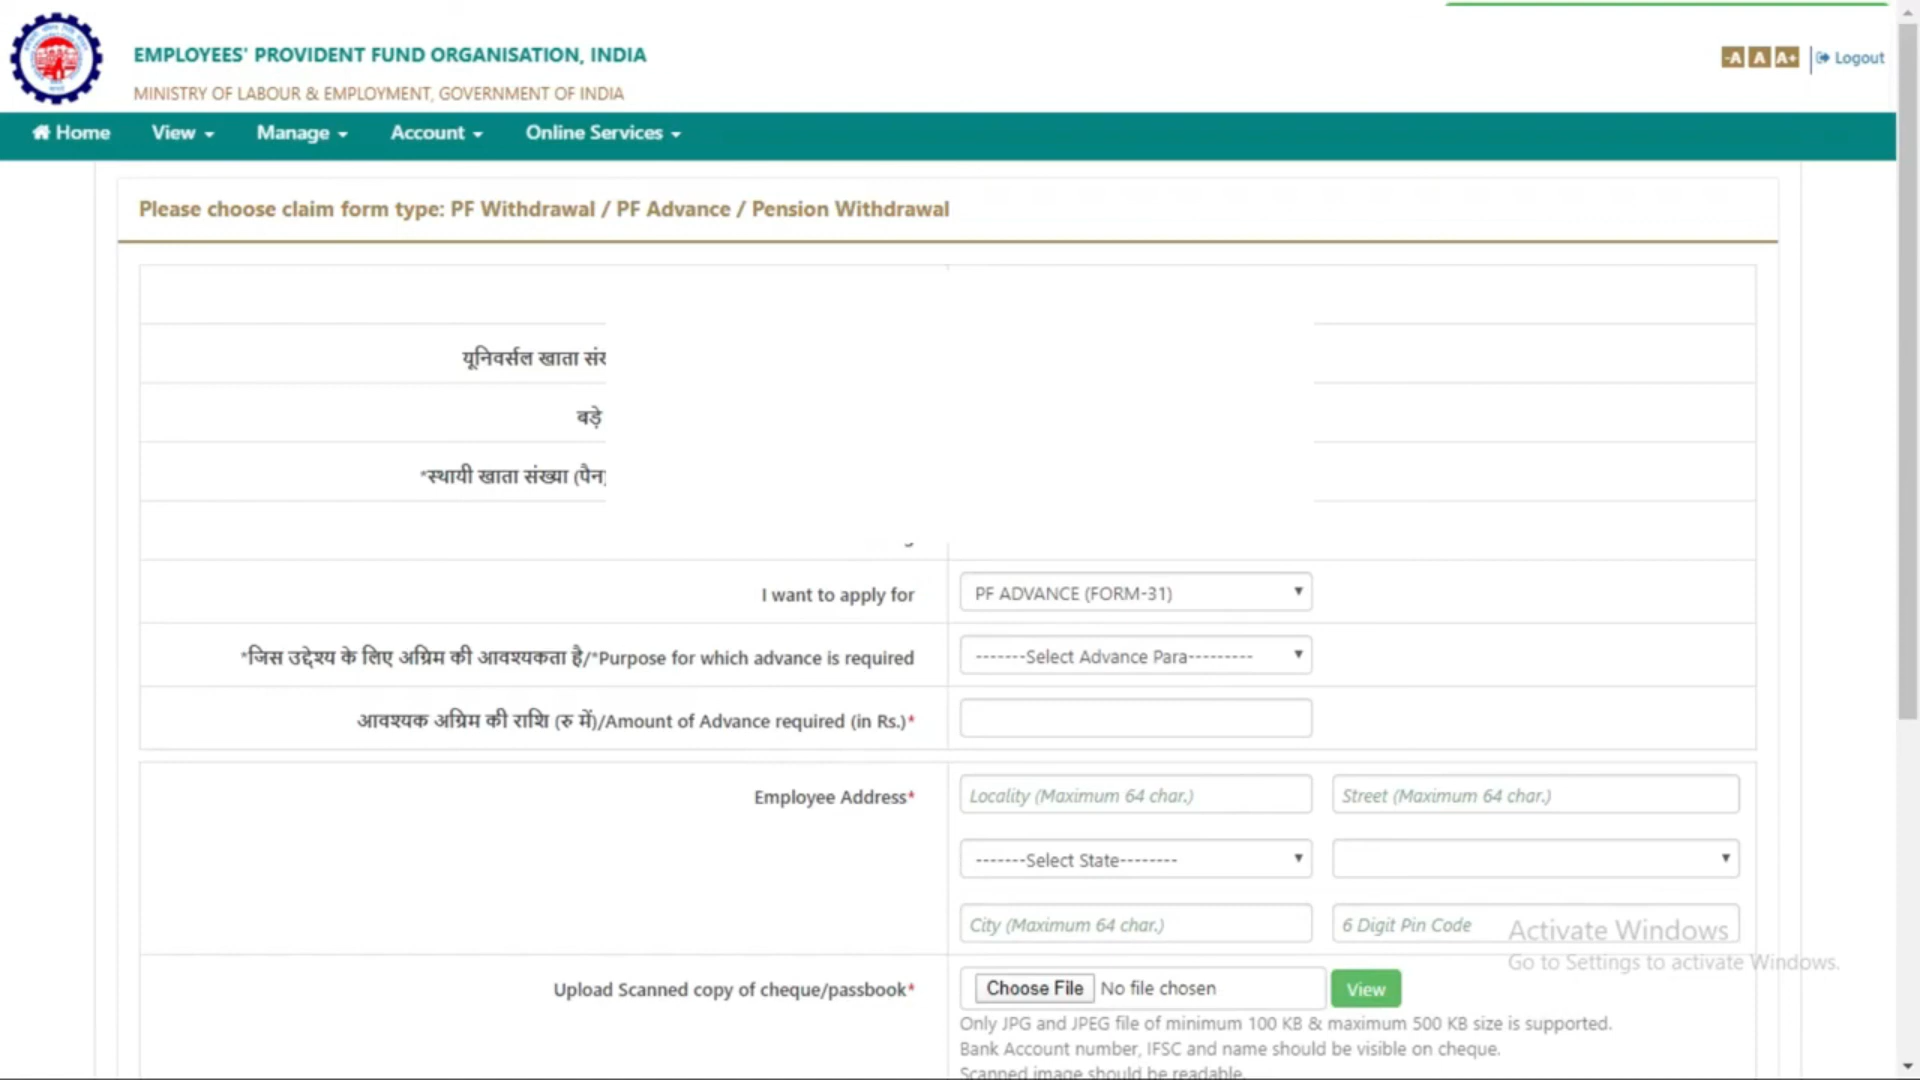 EMPLOYEES' PROVIDENT FUND ORGANISATION, INDIA
MINISTRY OF LABOUR & EMPLOYMENT, GOVERNMENT OF INDIA
-A A A+ Logout
Home View Manage Account Online Services
Please choose claim form type: PF Withdrawal / PF Advance / Pension Withdrawal
यूनिवर्सल खाता
बड़े
*स्थायी खाता संख्या (पैन)
I want to apply for PF ADVANCE (FORM-31)
*जिस उद्देश्य के लिए अग्रिम की आवश्यकता है/*Purpose for which advance is required -------Select Advance Para---------
आवश्यक अग्रिम की राशि (रु में)/Amount of Advance required (in Rs.)*
Employee Address* Locality (Maximum 64 char.) Street (Maximum 64 char.)
-------Select State--------
City (Maximum 64 char.) 6 Digit Pin Code
Activate Windows
Go to Settings to activate Windows.
Upload Scanned copy of cheque/passbook* Choose File No file chosen View
Only JPG and JPEG file of minimum 100 KB & maximum 500 KB size is supported.
Bank Account number, IFSC and name should be visible on cheque.
Scanned image should be readable.